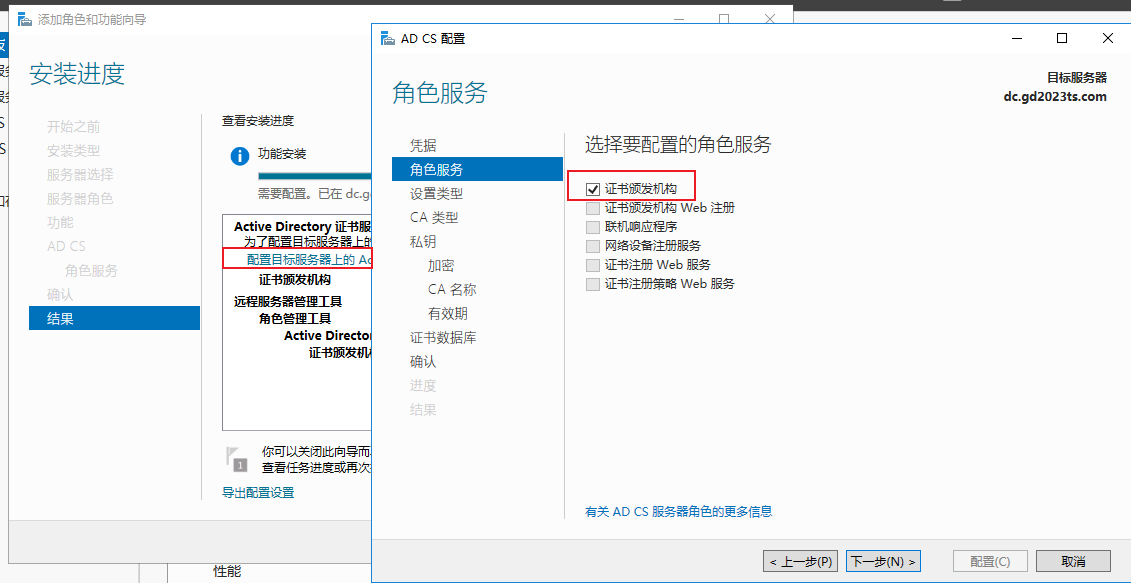 添加角色和功能向导
安装进度
开始之前
安装类型
服务器选择
服务器角色
功能
AD CS
角色服务
确认
结果
查看安装进度
功能安装
需要配置。已在 dc.g
Active Directory 证书服
为了配置目标服务器上的
配置目标服务器上的 Ac
证书颁发机构
远程服务器管理工具
角色管理工具
Active Directo
证书颁发机
1
你可以关闭此向导而
查看任务进度或再次
导出配置设置
性能
AD CS 配置
角色服务
目标服务器
dc.gd2023ts.com
凭据
角色服务
设置类型
CA 类型
私钥
加密
CA 名称
有效期
证书数据库
确认
进度
结果
选择要配置的角色服务
证书颁发机构
证书颁发机构 Web 注册
联机响应程序
网络设备注册服务
证书注册 Web 服务
证书注册策略 Web 服务
有关 AD CS 服务器角色的更多信息
< 上一步(P)
下一步(N) >
配置(C)
取消